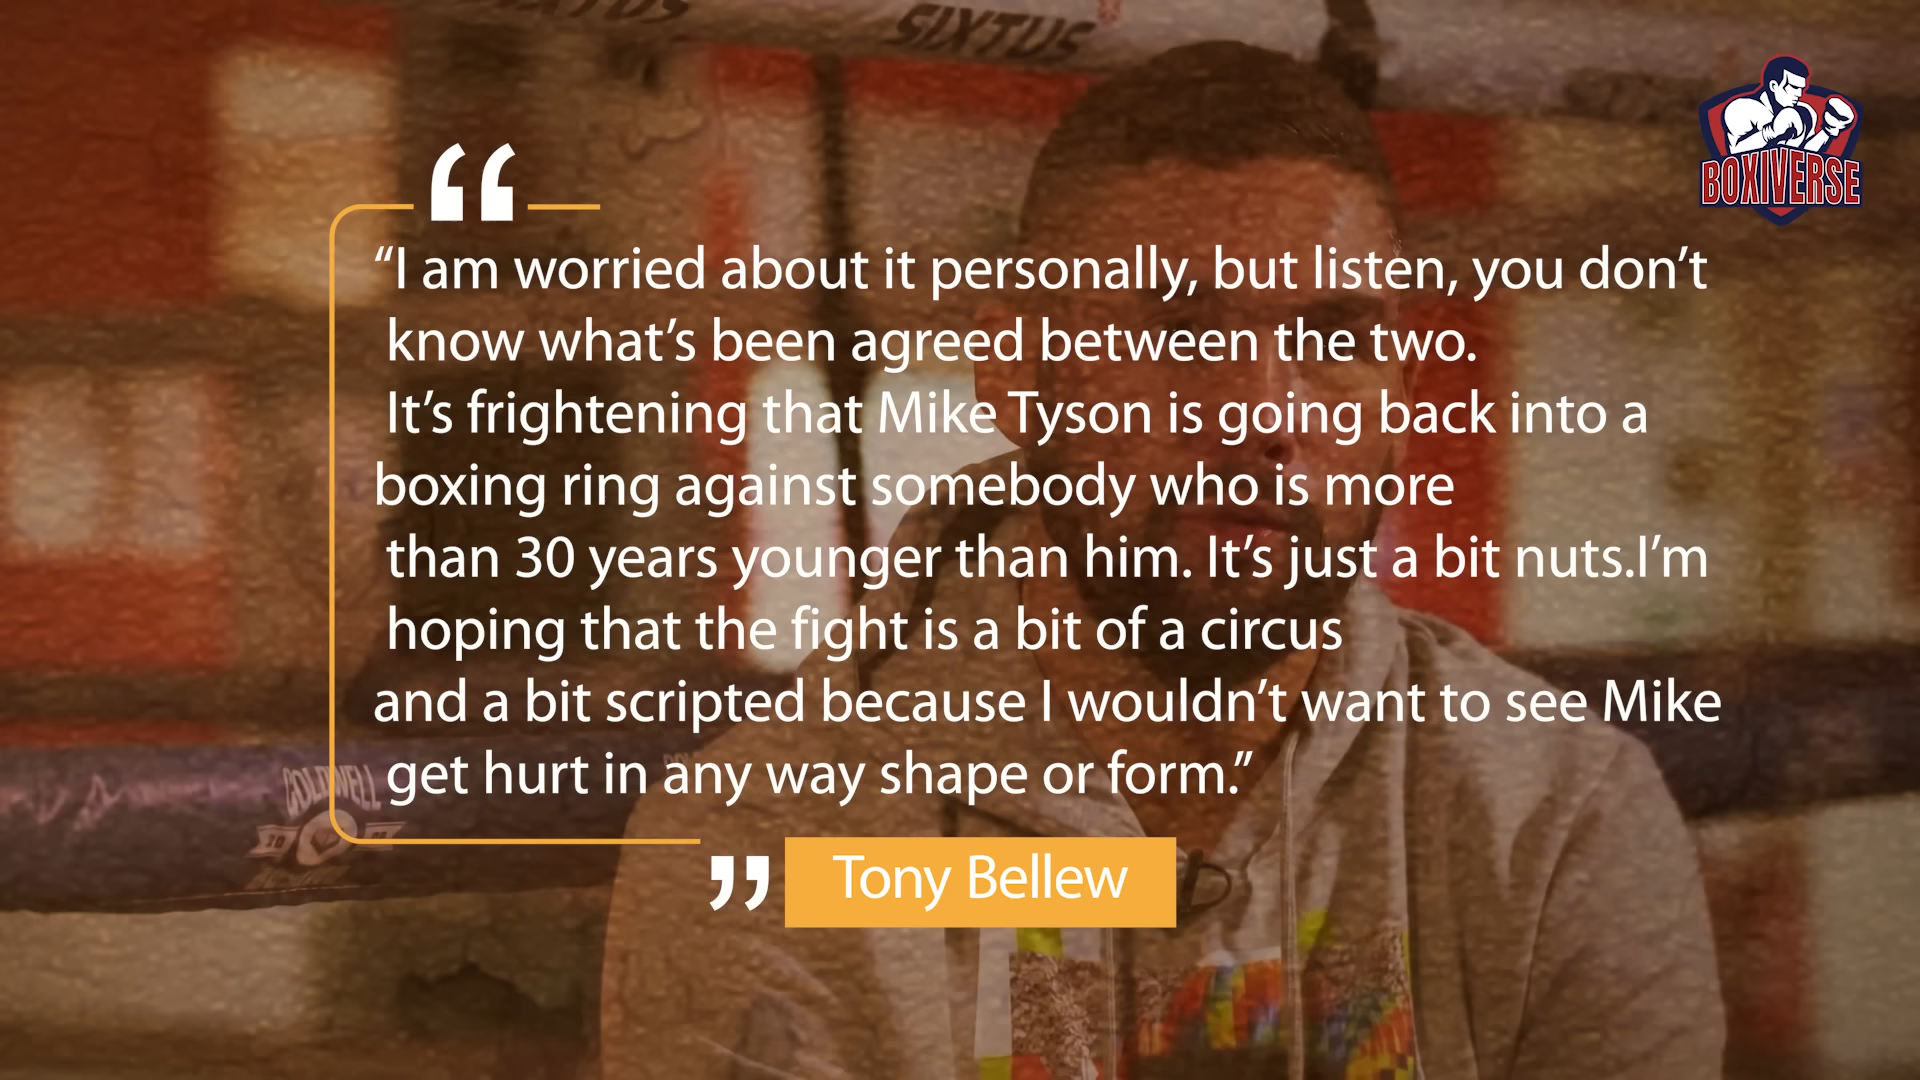 SIXTUS
BOXIVERSE
“I am worried about it personally, but listen, you don’t
know what’s been agreed between the two.
It’s frightening that Mike Tyson is going back into a
boxing ring against somebody who is more
than 30 years younger than him. It’s just a bit nuts.I’m
hoping that the fight is a bit of a circus
and a bit scripted because I wouldn’t want to see Mike
get hurt in any way shape or form.”
COLDWELL
Tony Bellew